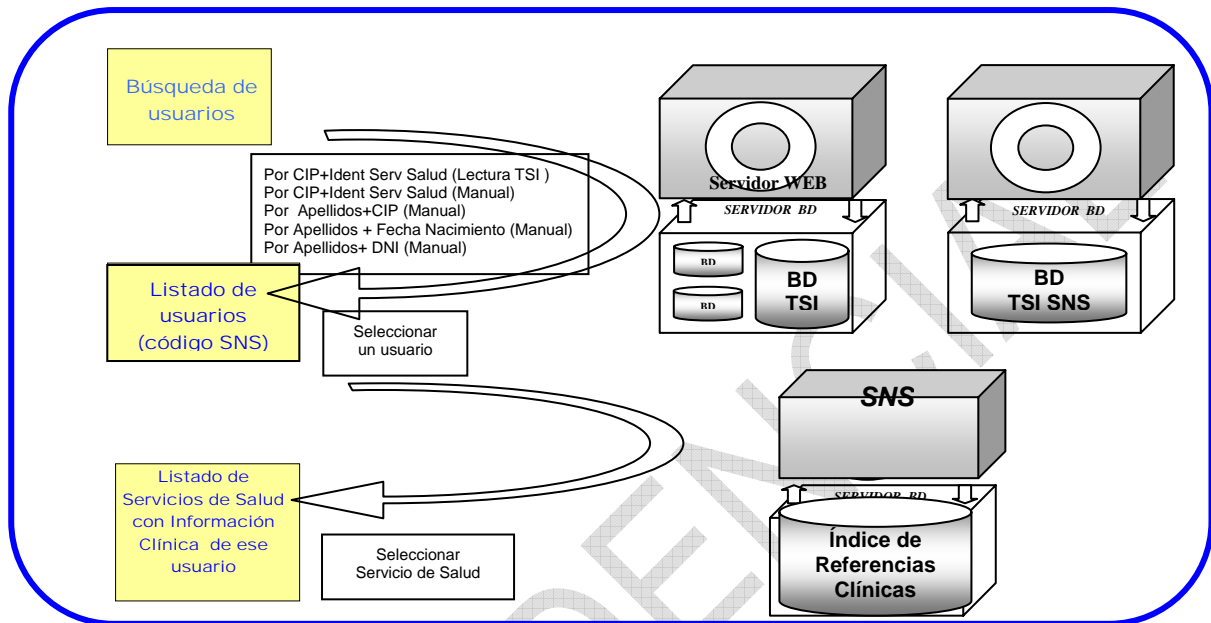 Búsqueda de
usuarios
Por CIP+Ident Serv Salud (Lectura TSI )
Por CIP+Ident Serv Salud (Manual)
Por Apellidos+CIP (Manual)
Por Apellidos + Fecha Nacimiento (Manual)
Por Apellidos+ DNI (Manual)
Listado de
usuarios
(código SNS)
Seleccionar
un usuario
Servidor WEB
SERVIDOR BD
BD
BD
BD
TSI
SERVIDOR BD
BD
TSI SNS
SNS
SERVIDOR BD
Índice de
Referencias
Clínicas
Listado de
Servicios de Salud
con Información
Clínica de ese
usuario
Seleccionar
Servicio de Salud